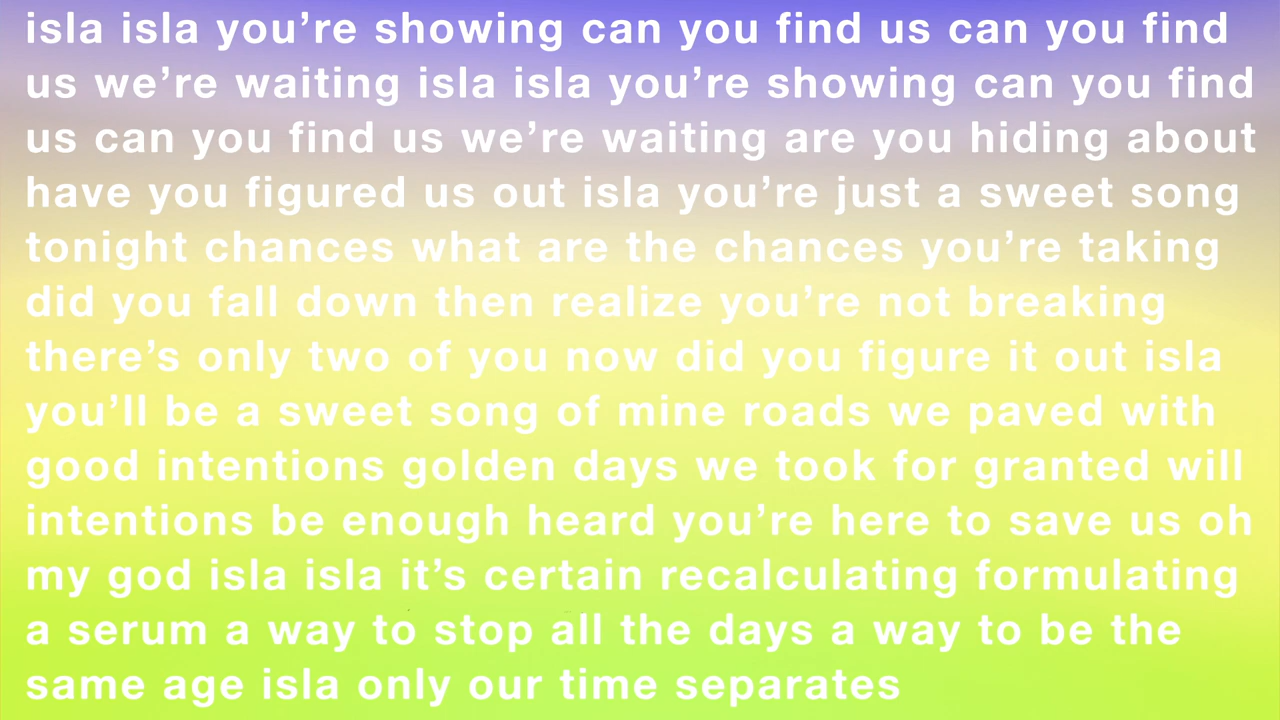 isla isla you’re showing can you find us can you find
us we’re waiting isla isla you’re showing can you find
us can you find us we’re waiting are you hiding about
have you figured us out isla you’re just a sweet song
tonight chances what are the chances you’re taking
did you fall down then realize you’re not breaking
there’s only two of you now did you figure it out isla
you’ll be a sweet song of mine roads we paved with
good intentions golden days we took for granted will
intentions be enough heard you’re here to save us oh
my god isla isla it’s certain recalculating formulating
a serum a way to stop all the days a way to be the
same age isla only our time separates